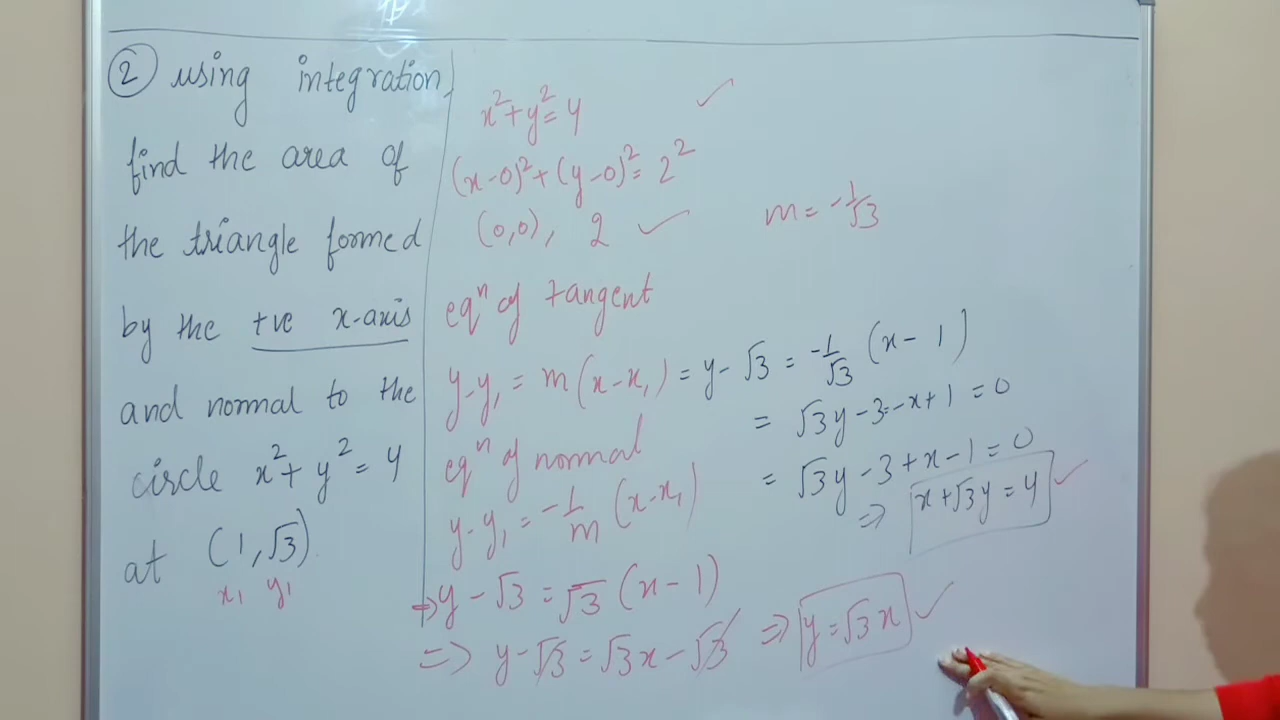 ② using integration,
find the area of
the triangle formed
by the +ve x-axis
and normal to the
circle x² + y² = 4
at (1, √3).
x₁ y₁
x² + y² = 4 ✓
(x-0)² + (y-0)² = 2²
(0,0), 2 ✓
m = -1/√3
eqⁿ of tangent
y-y₁ = m(x-x₁) = y-√3 = -1/√3 (x-1)
= √3y-3=-x+1 = 0
= √3y-3+x-1 = 0
⇒ x+√3y = 4 ✓
eqⁿ of normal
y-y₁ = -1/m (x-x₁)
⇒ y-√3 = √3 (x-1)
⇒ y-√3 = √3x-√3 ⇒ y=√3x ✓